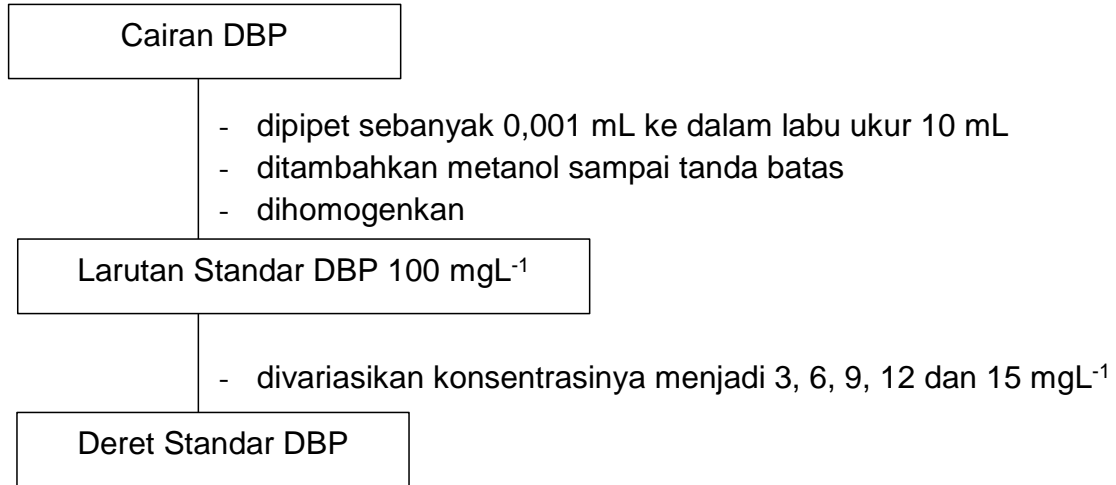 Cairan DBP
- dipipet sebanyak 0,001 mL ke dalam labu ukur 10 mL
- ditambahkan metanol sampai tanda batas
- dihomogenkan
Larutan Standar DBP 100 mgL⁻¹
- divariasikan konsentrasinya menjadi 3, 6, 9, 12 dan 15 mgL⁻¹
Deret Standar DBP